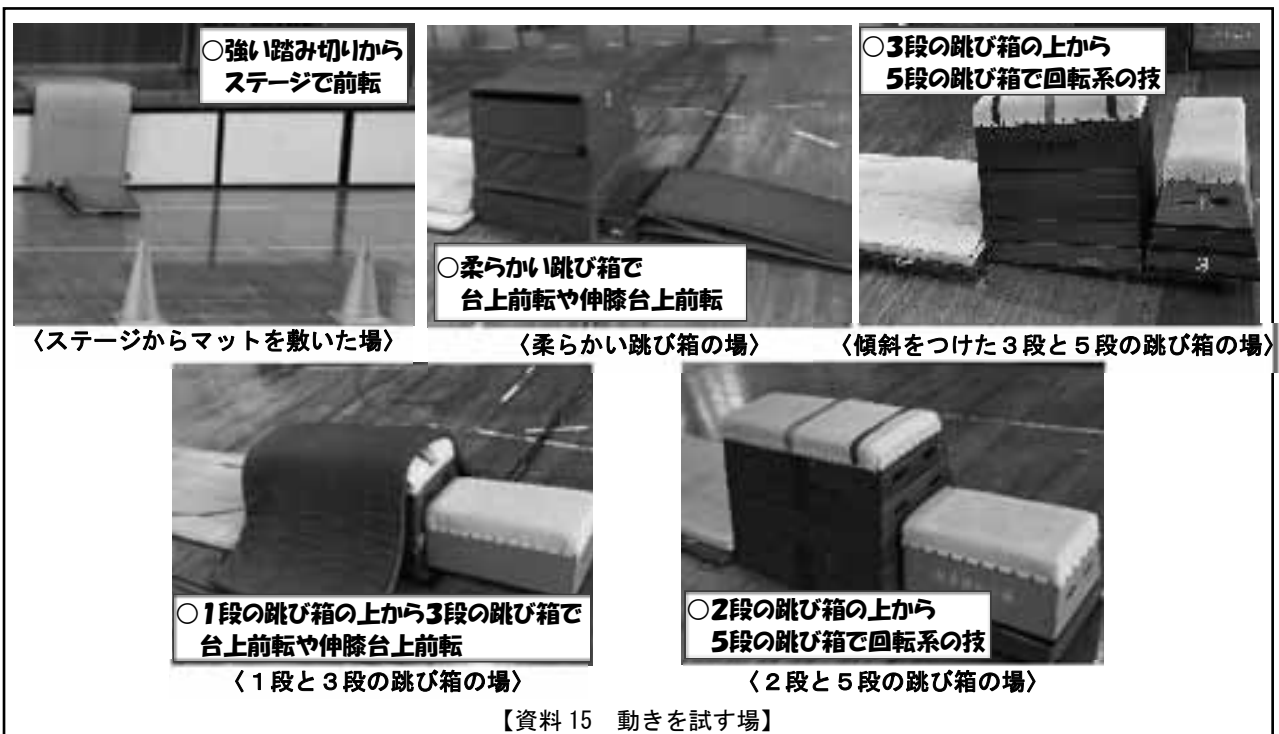 ○強い踏み切りから
ステージで前転
〈ステージからマットを敷いた場〉
○柔らかい跳び箱で
台上前転や伸膝台上前転
〈柔らかい跳び箱の場〉
○3段の跳び箱の上から
5段の跳び箱で回転系の技
〈傾斜をつけた3段と5段の跳び箱の場〉
○1段の跳び箱の上から3段の跳び箱で
台上前転や伸膝台上前転
〈1段と3段の跳び箱の場〉
○2段の跳び箱の上から
5段の跳び箱で回転系の技
〈2段と5段の跳び箱の場〉
【資料15 動きを試す場】